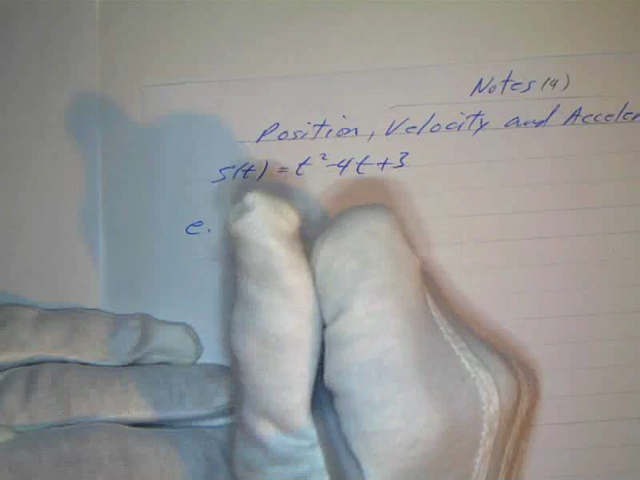 Notes (4)
Position, Velocity and Acceler
s(t) = t²-4t+3
e.